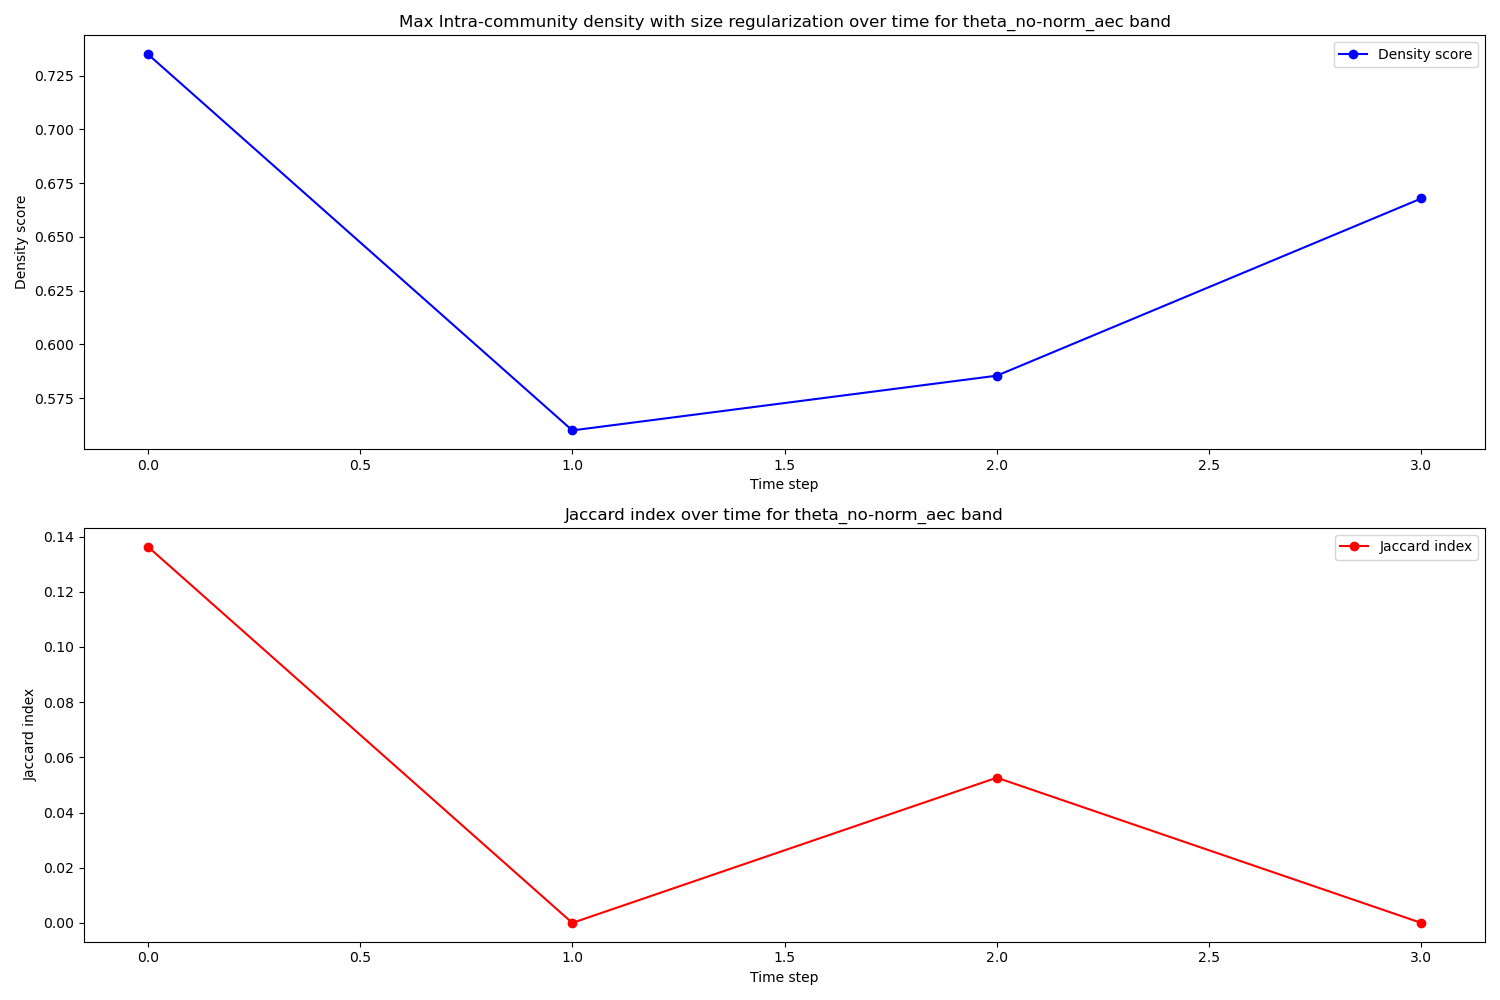 Max Intra-community density with size regularization over time for theta_no-norm_aec band
Density score
0.725
0.700
0.675
0.650
0.625
0.600
0.575
Density score
0.0 0.5 1.0 1.5 2.0 2.5 3.0
Time step
Jaccard index over time for theta_no-norm_aec band
Jaccard index
0.14
0.12
0.10
0.08
0.06
0.04
0.02
0.00
Jaccard index
0.0 0.5 1.0 1.5 2.0 2.5 3.0
Time step